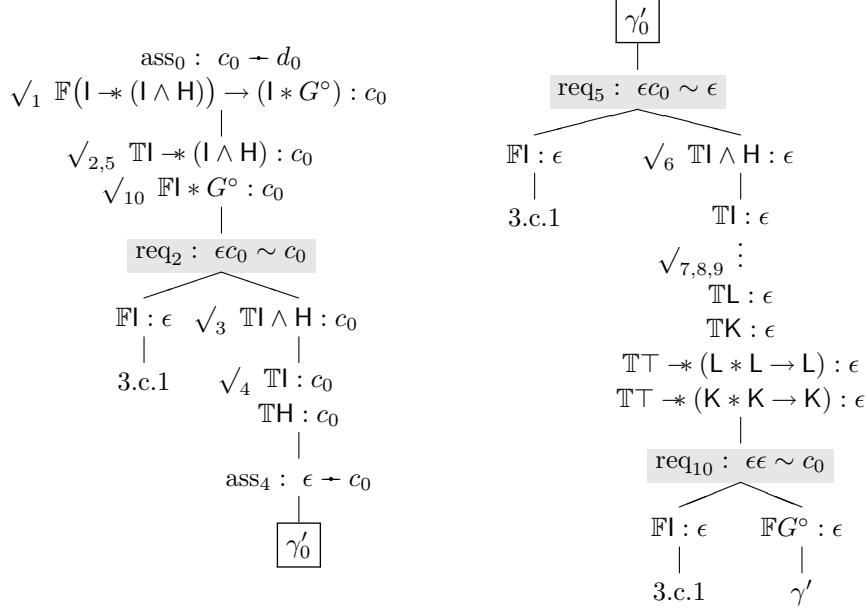 ass₀ : c₀ ⤙ d₀
√₁ 𝔽(I −∗ (I ∧ H)) → (I ∗ G°) : c₀
√₂,₅ 𝕋I −∗ (I ∧ H) : c₀
√₁₀ 𝔽I ∗ G° : c₀
req₂ : ϵc₀ ∼ c₀
𝔽I : ϵ √₃ 𝕋I ∧ H : c₀
3.c.1 √₄ 𝕋I : c₀
𝕋H : c₀
ass₄ : ϵ ⤙ c₀
γ′₀
γ′₀
req₅ : ϵc₀ ∼ ϵ
𝔽I : ϵ √₆ 𝕋I ∧ H : ϵ
3.c.1 𝕋I : ϵ
√₇,₈,₉ ⋮
𝕋L : ϵ
𝕋K : ϵ
𝕋⊤ −∗ (L ∗ L → L) : ϵ
𝕋⊤ −∗ (K ∗ K → K) : ϵ
req₁₀ : ϵϵ ∼ c₀
𝔽I : ϵ 𝔽G° : ϵ
3.c.1 γ′